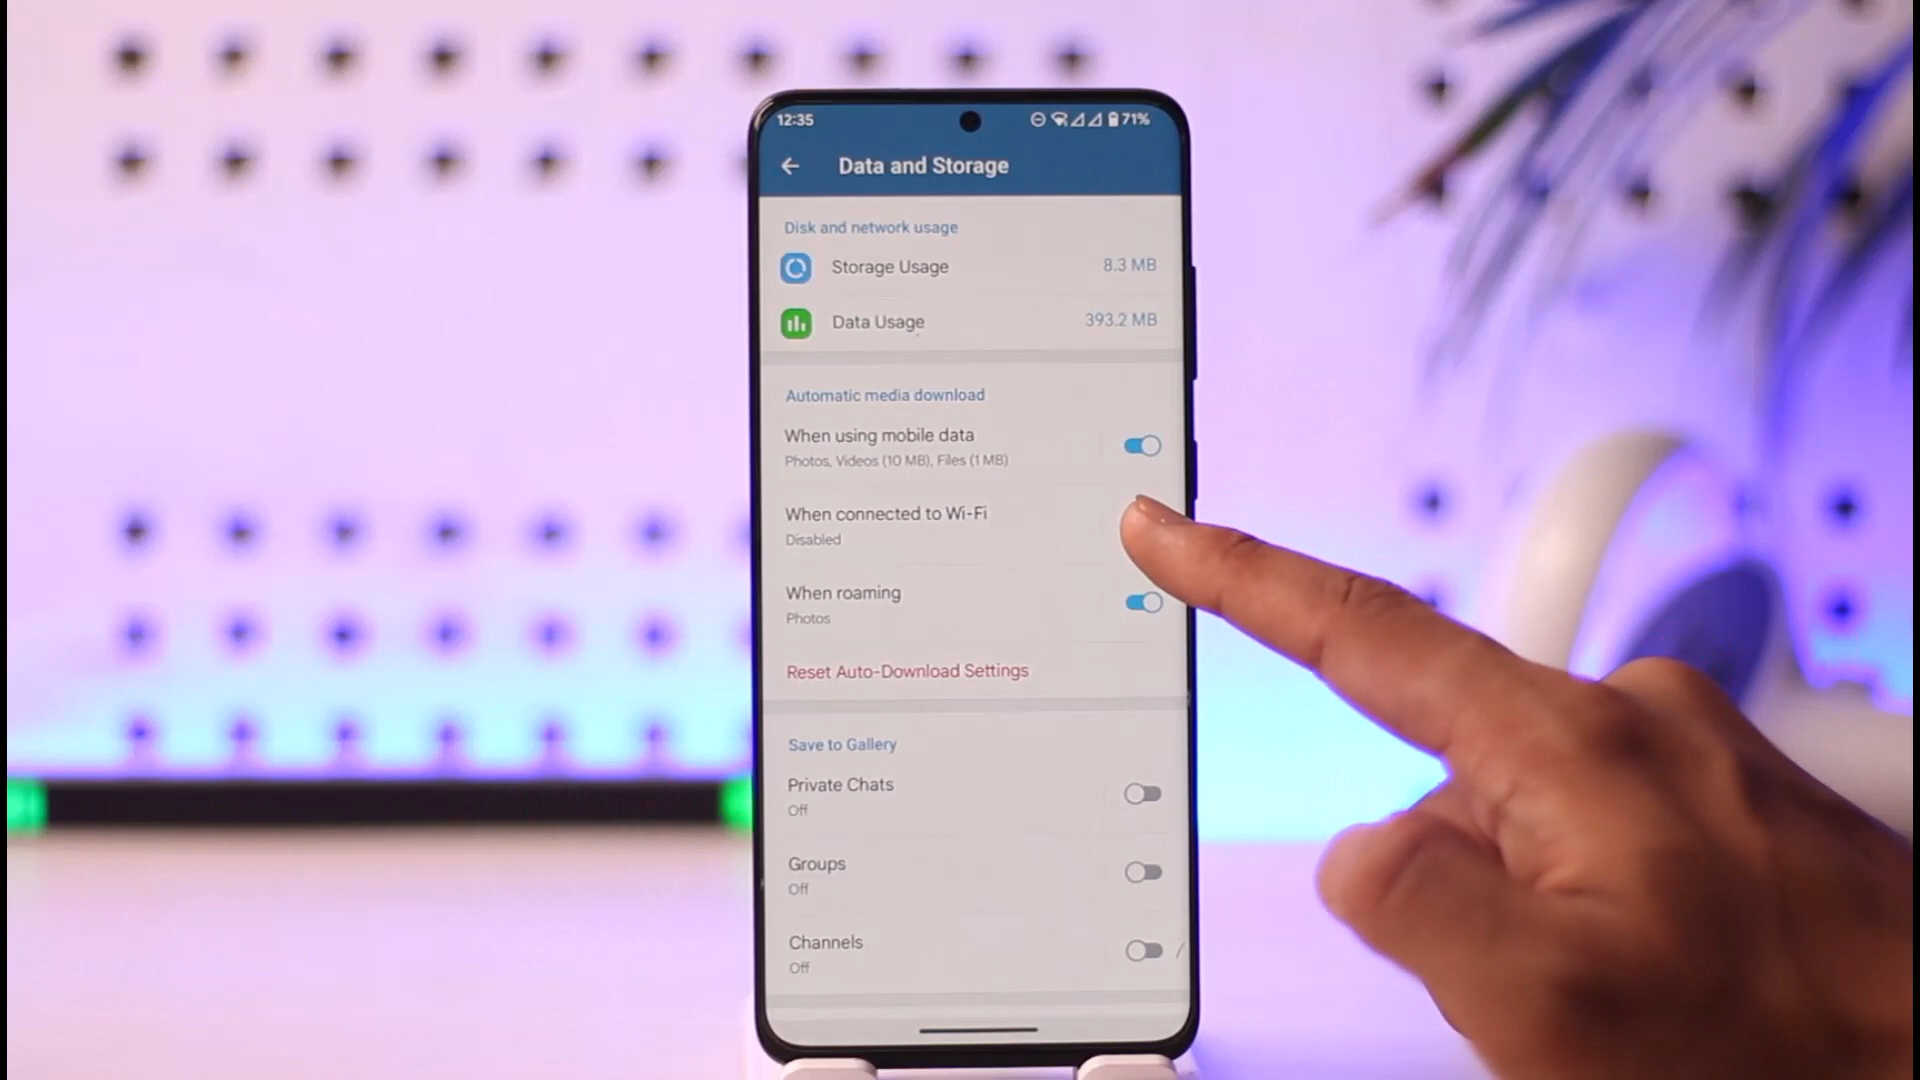 12:35
71%
Data and Storage
Disk and network usage
Storage Usage
8.3 MB
Data Usage
393.2 MB
Automatic media download
When using mobile data
Photos, Videos (10 MB), Files (1 MB)
When connected to Wi-Fi
Disabled
When roaming
Photos
Reset Auto-Download Settings
Save to Gallery
Private Chats
Off
Groups
Off
Channels
Off